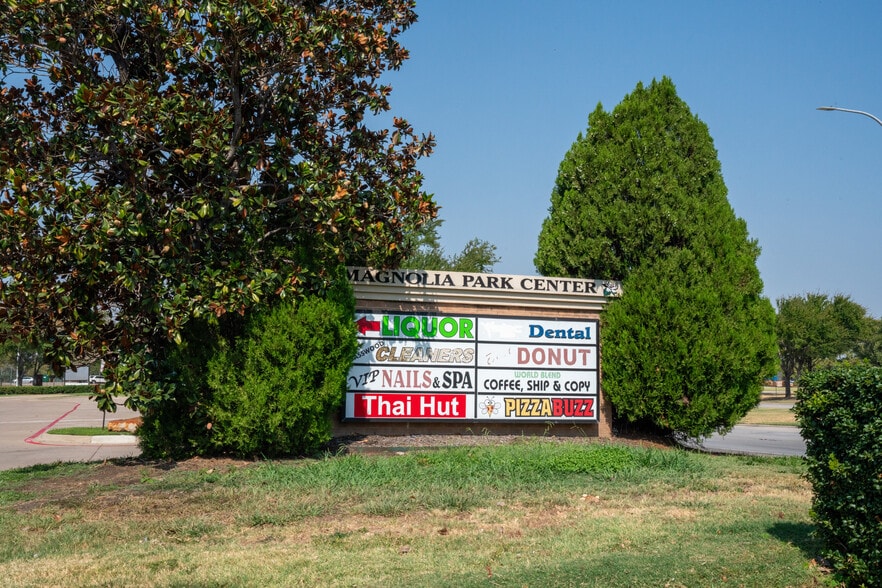 MAGNOLIA PARK CENTER
LIQUOR
CLEANERS
VIP NAILS & SPA
Thai Hut
Dental
DONUT
WORLD BLEND
COFFEE, SHIP & COPY
PIZZA BUZZ